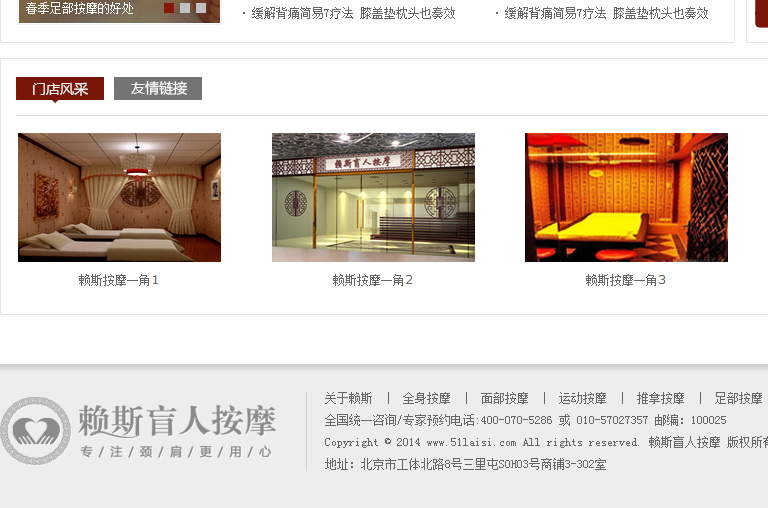 春季足部按摩的好处
· 缓解背痛简易7疗法 膝盖垫枕头也奏效
· 缓解背痛简易7疗法 膝盖垫枕头也奏效
门店风采 友情链接
赖斯盲人按摩
赖斯按摩一角1
赖斯按摩一角2
赖斯按摩一角3
赖斯盲人按摩
专/注/颈/肩/更/用/心
关于赖斯 | 全身按摩 | 面部按摩 | 运动按摩 | 推拿按摩 | 足部按摩
全国统一咨询/专家预约电话:400-070-5286 或 010-57027357 邮编: 100025
Copyright © 2014 www.51laisi.com All rights reserved. 赖斯盲人按摩 版权所有
地址: 北京市工体北路8号三里屯SOHO3号商铺3-302室